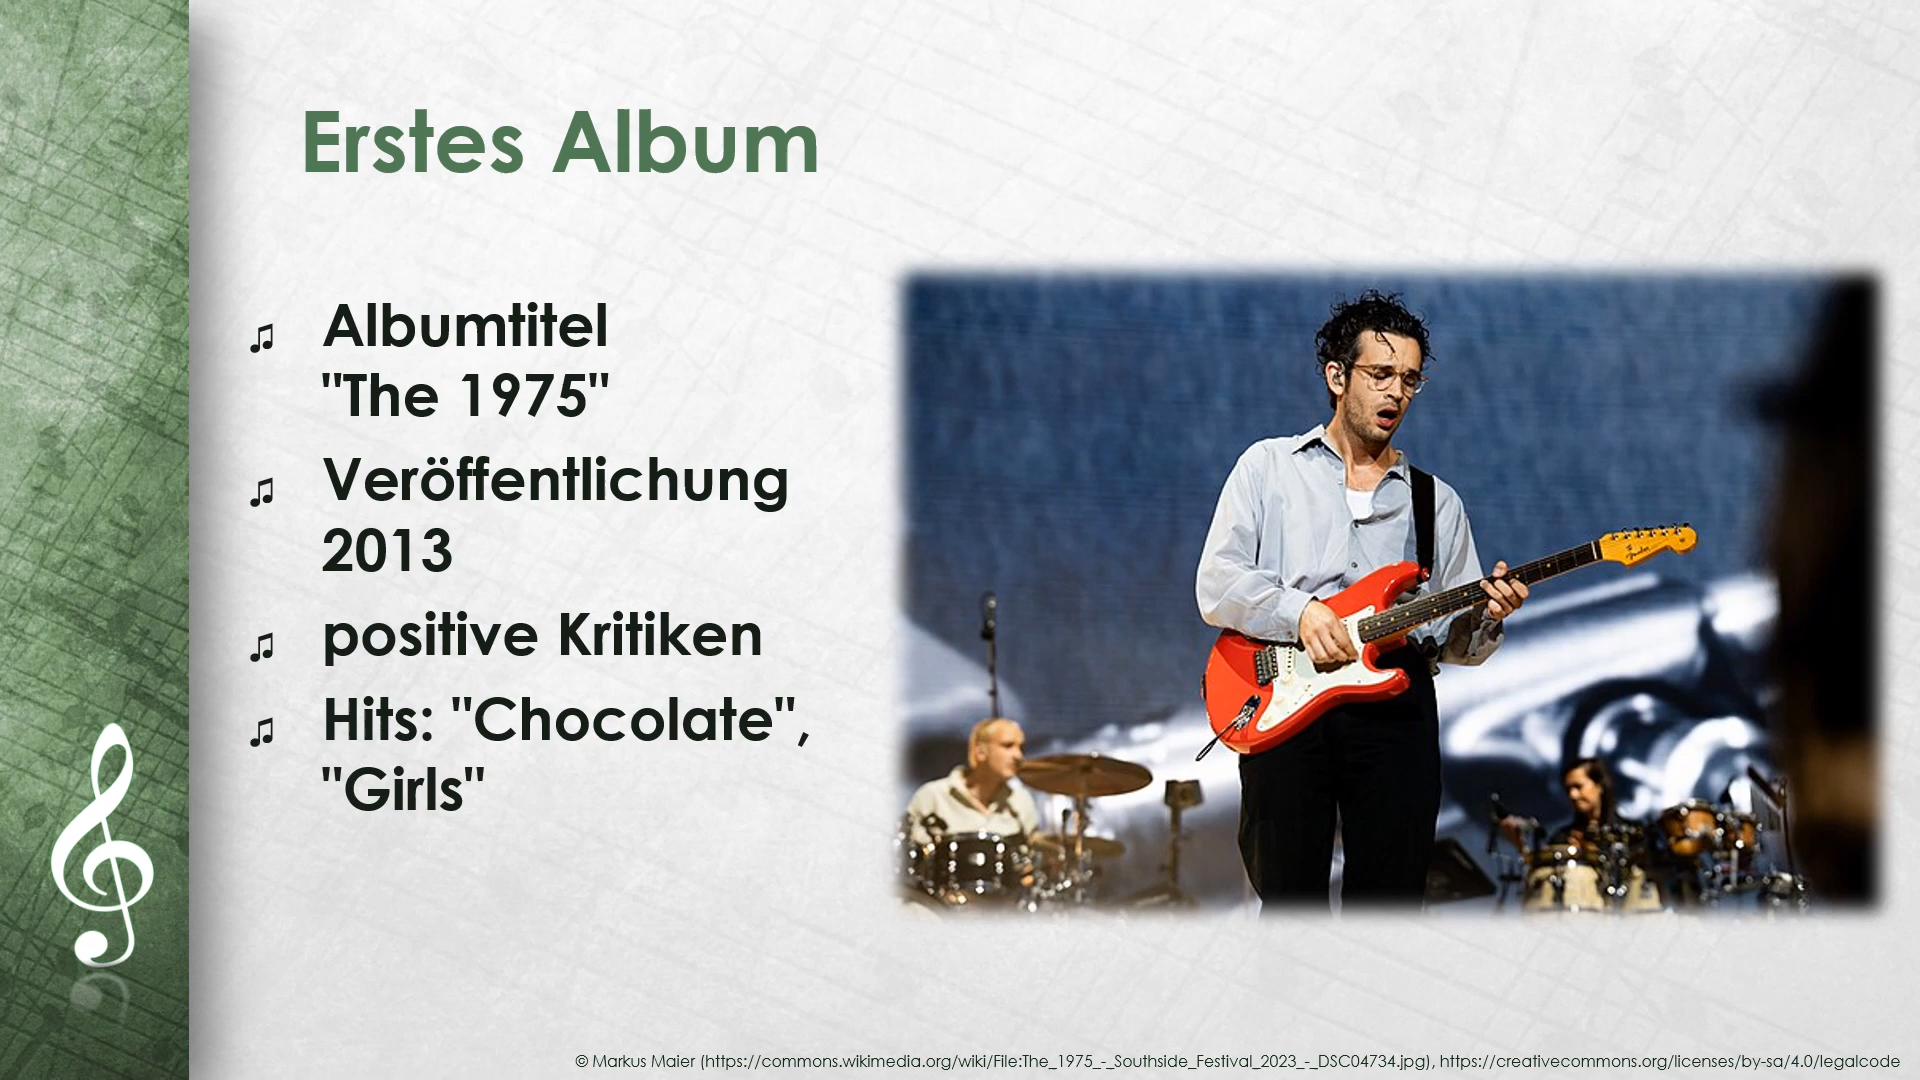 Erstes Album
♫ Albumtitel
"The 1975"
♫ Veröffentlichung
2013
♫ positive Kritiken
♫ Hits: "Chocolate",
"Girls"
Fender
© Markus Maier (https://commons.wikimedia.org/wiki/File:The_1975_-_Southside_Festival_2023_-_DSC04734.jpg), https://creativecommons.org/licenses/by-sa/4.0/legalcode